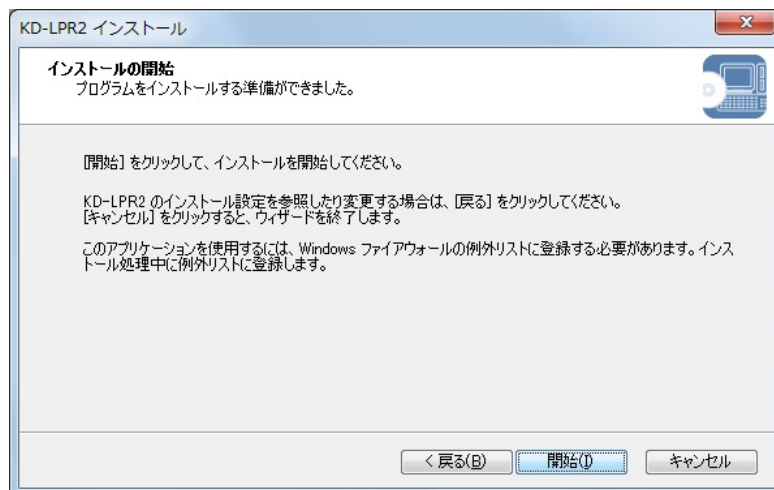 KD-LPR2 インストール
インストールの開始
プログラムをインストールする準備ができました。
[開始] をクリックして、インストールを開始してください。
KD-LPR2 のインストール設定を参照したり変更する場合は、[戻る] をクリックしてください。
[キャンセル] をクリックすると、ウィザードを終了します。
このアプリケーションを使用するには、Windows ファイアウォールの例外リストに登録する必要があります。インス
トール処理中に例外リストに登録します。
< 戻る(B)
開始(I)
キャンセル